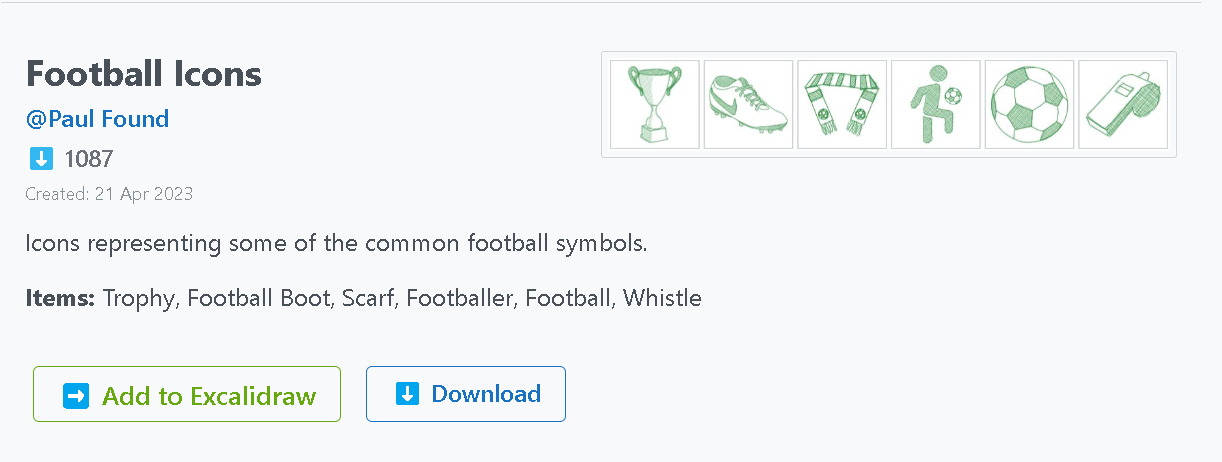 Football Icons
@Paul Found
1087
Created: 21 Apr 2023
Icons representing some of the common football symbols.
Items: Trophy, Football Boot, Scarf, Footballer, Football, Whistle
Add to Excalidraw
Download